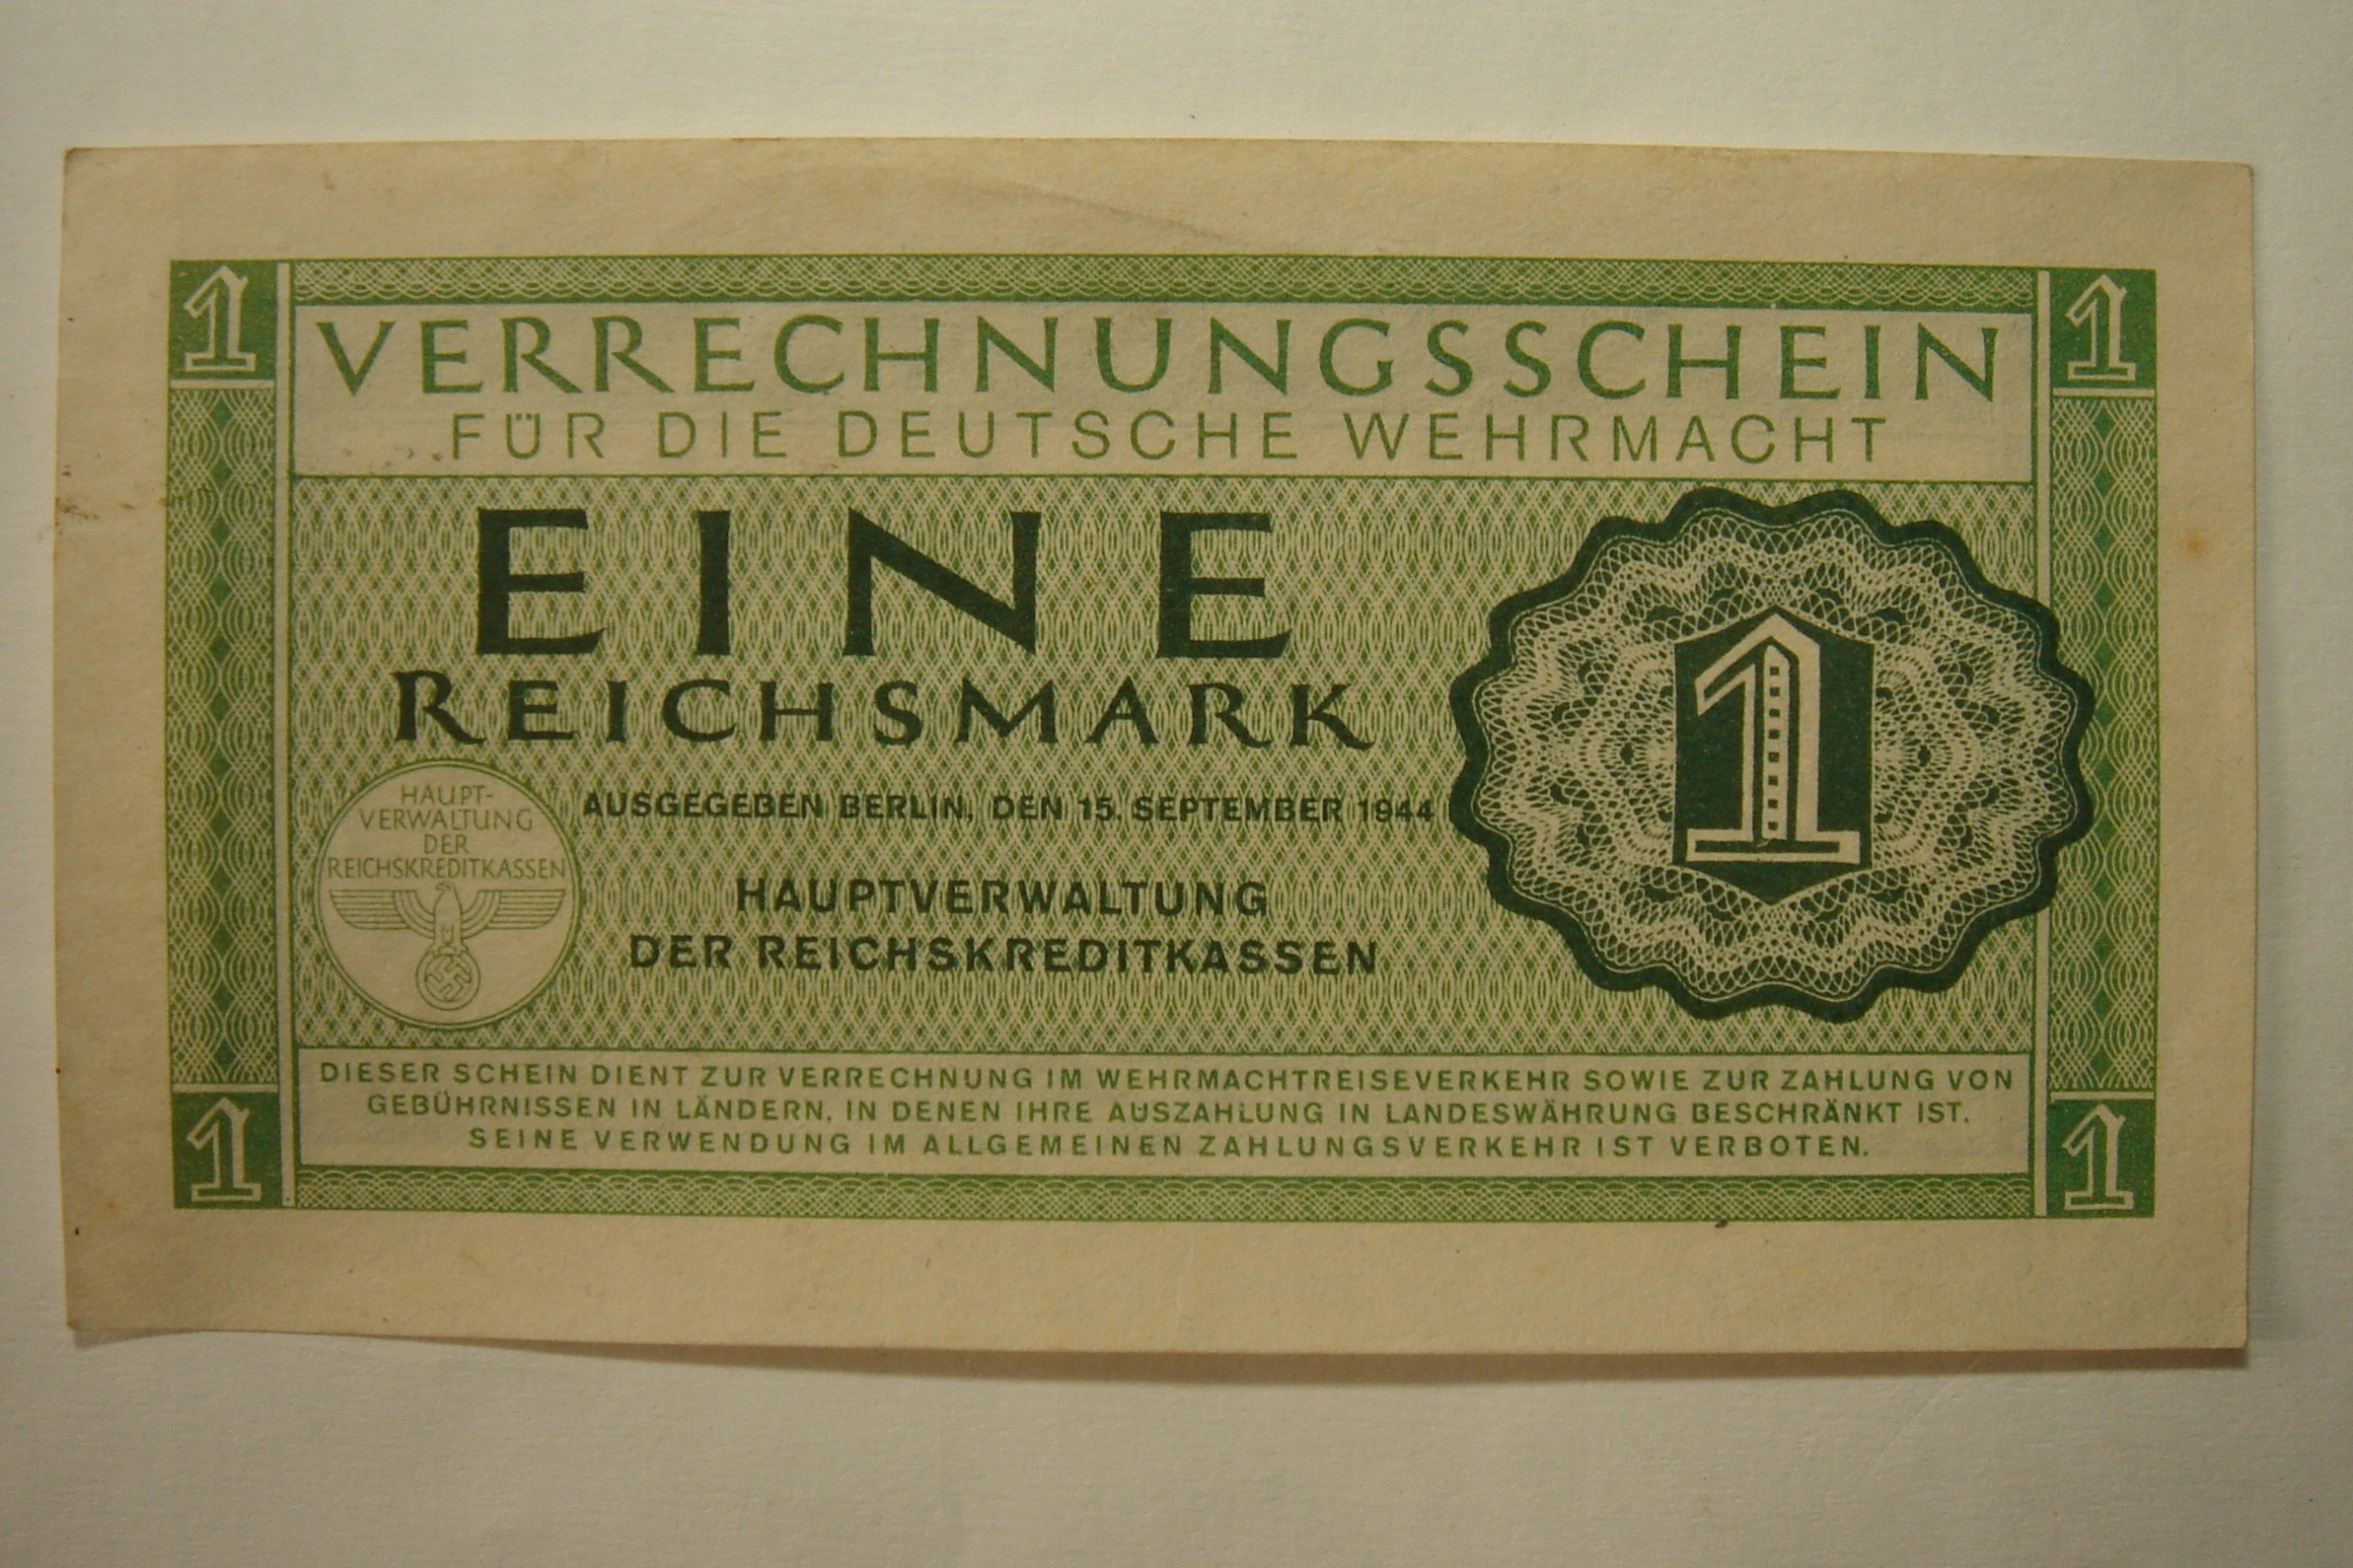 1 1
VERRECHNUNGSSCHEIN
FÜR DIE DEUTSCHE WEHRMACHT
EINE
REICHSMARK
1
AUSGEGEBEN BERLIN, DEN 15. SEPTEMBER 1944
HAUPTVERWALTUNG
DER REICHSKREDITKASSEN
HAUPT-
VERWALTUNG
DER
REICHSKREDITKASSEN
DIESER SCHEIN DIENT ZUR VERRECHNUNG IM WEHRMACHTREISEVERKEHR SOWIE ZUR ZAHLUNG VON
GEBÜHRNISSEN IN LÄNDERN, IN DENEN IHRE AUSZAHLUNG IN LANDESWÄHRUNG BESCHRÄNKT IST.
SEINE VERWENDUNG IM ALLGEMEINEN ZAHLUNGSVERKEHR IST VERBOTEN.
1 1